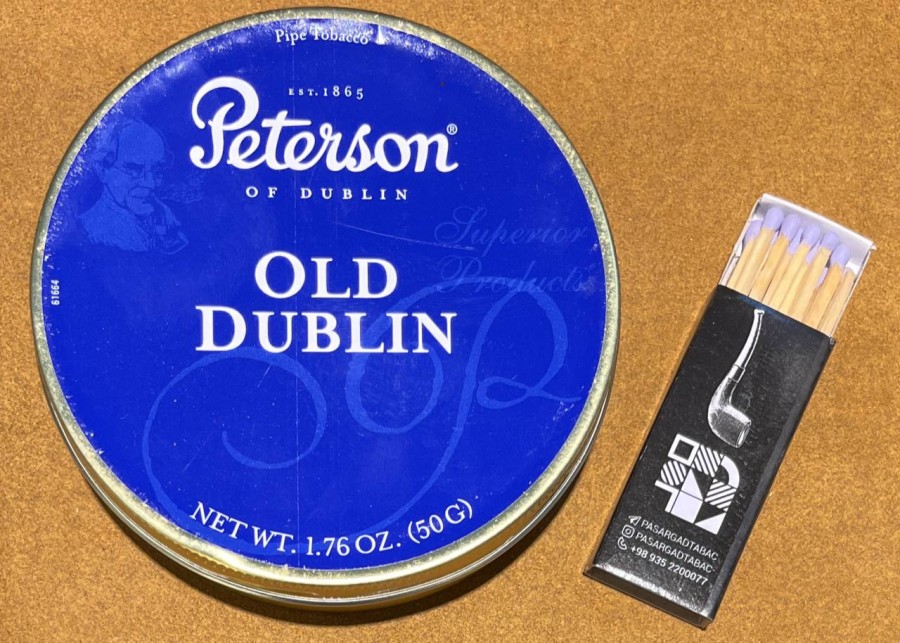 Pipe Tobacco
EST. 1865
Peterson®
OF DUBLIN
Superior
Products
OLD
DUBLIN
61664
NET WT. 1.76 OZ. (50G)
PASARGADTABAC
PASARGADTABAC
+98 935 2200077